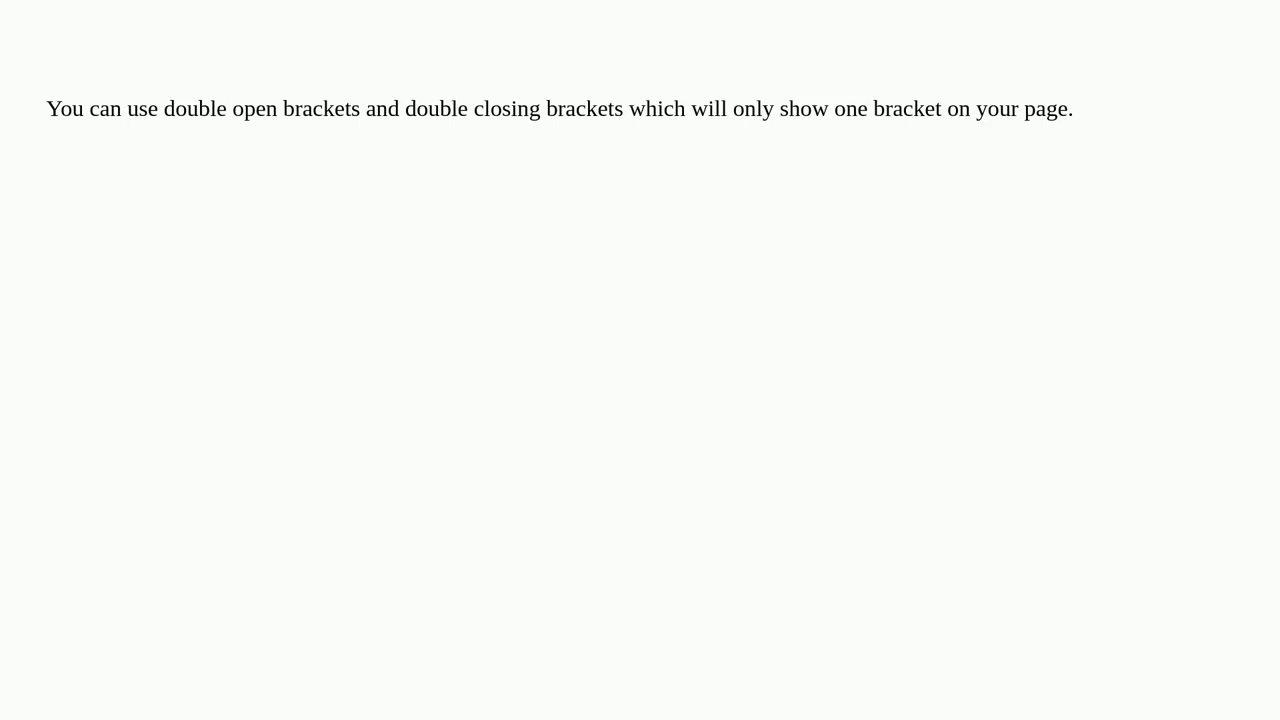 You can use double open brackets and double closing brackets which will only show one bracket on your page.